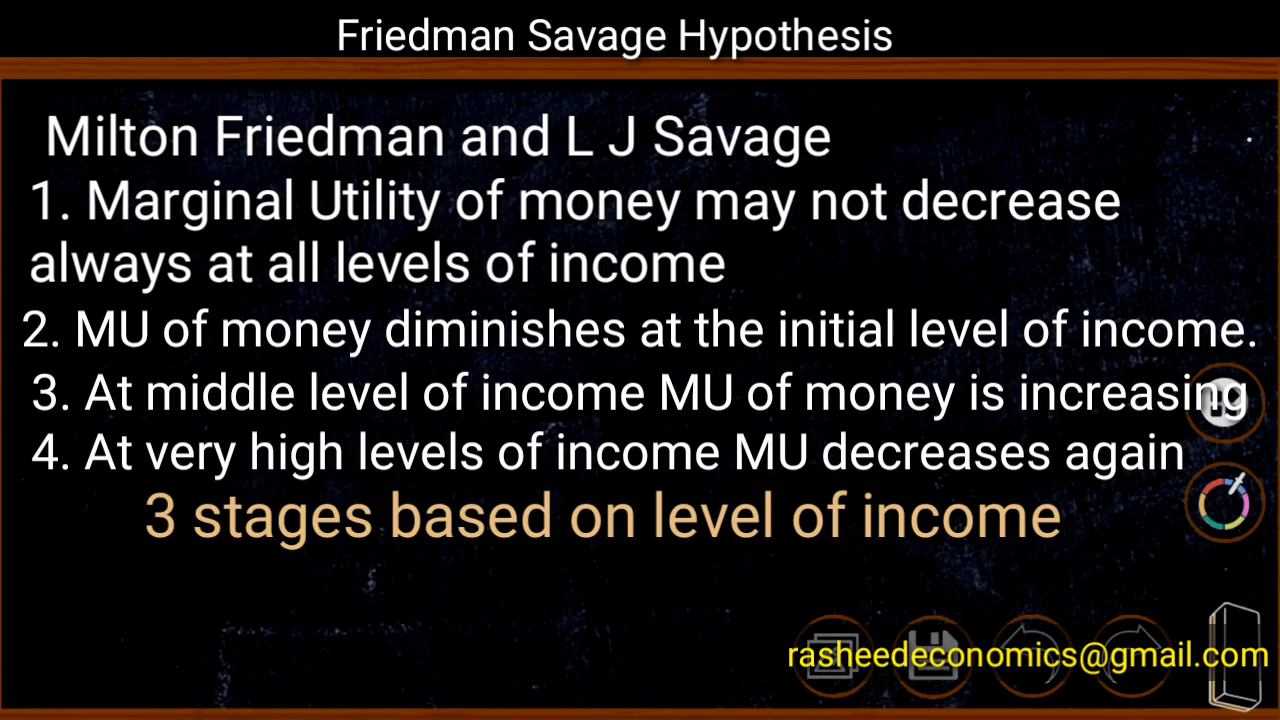 Friedman Savage Hypothesis
Milton Friedman and L J Savage
1. Marginal Utility of money may not decrease
always at all levels of income
2. MU of money diminishes at the initial level of income.
3. At middle level of income MU of money is increasing
4. At very high levels of income MU decreases again
3 stages based on level of income
rasheedeconomics@gmail.com